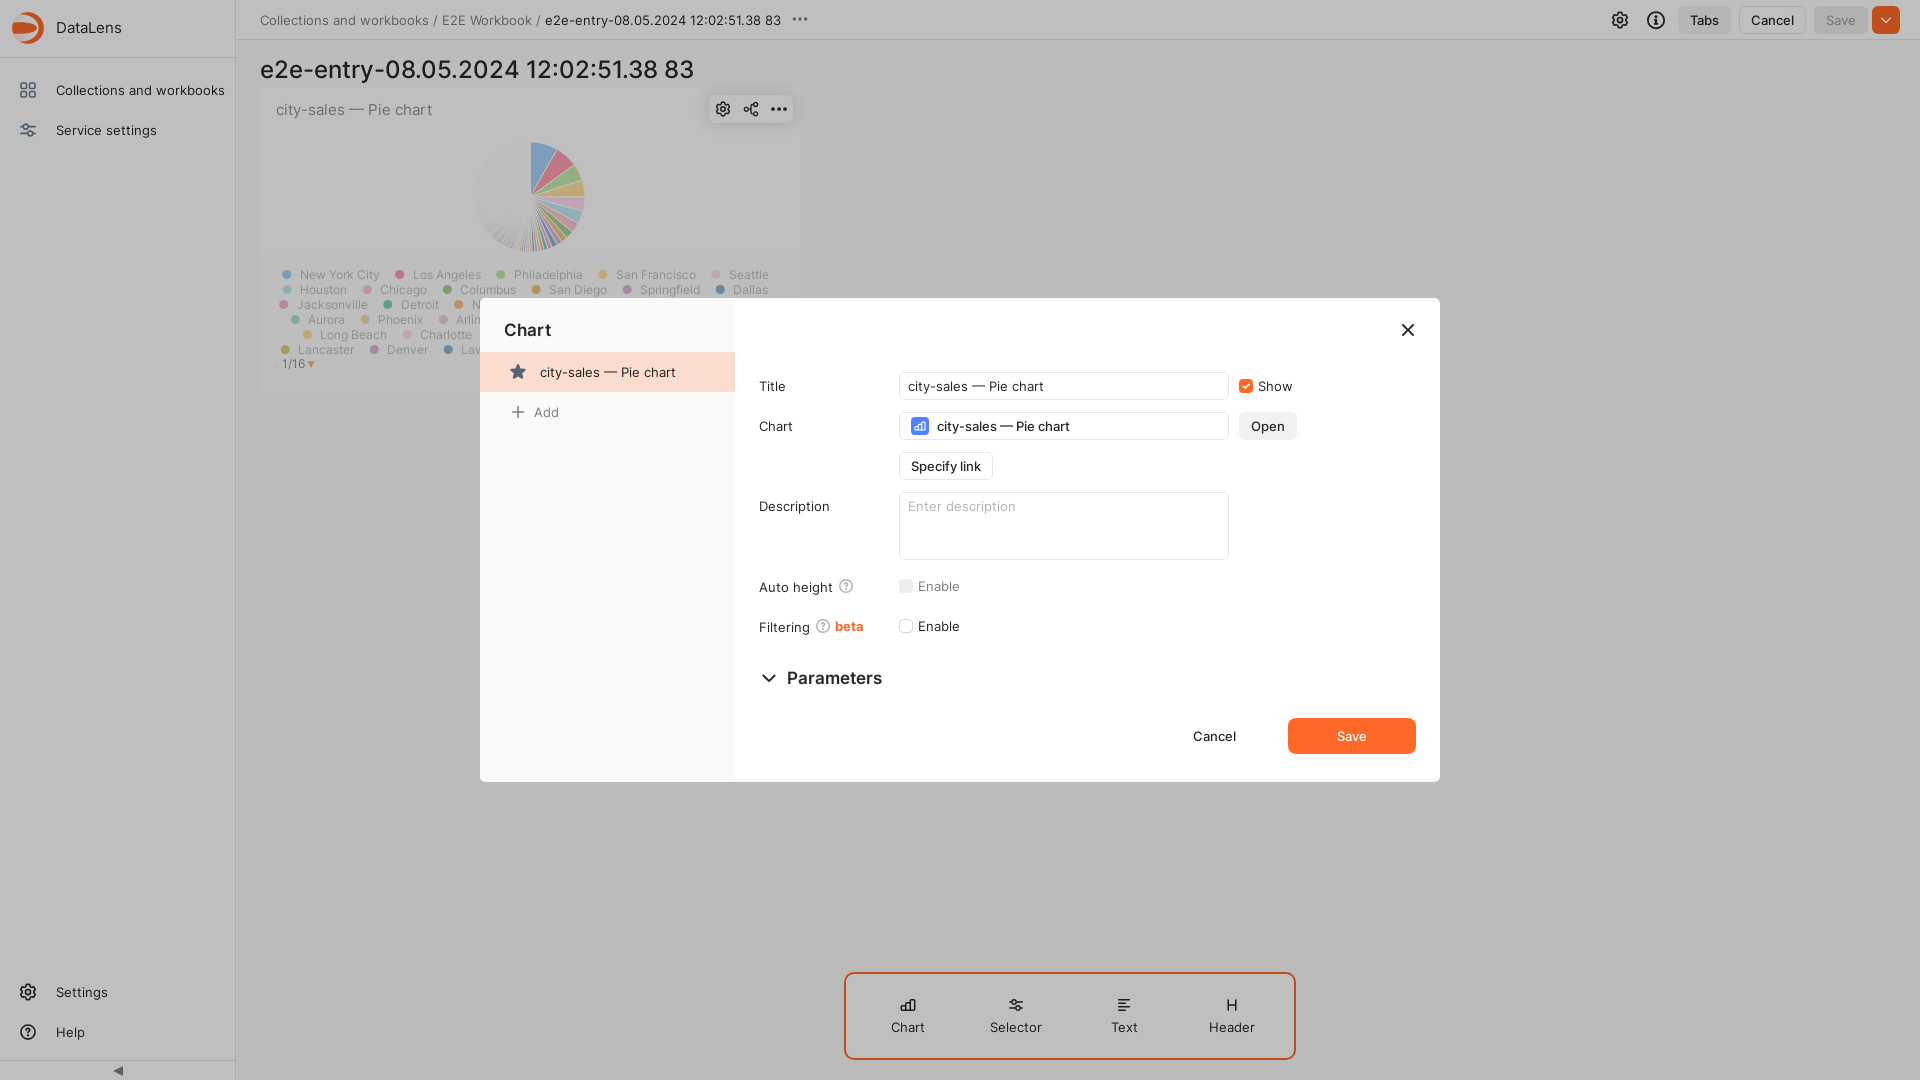 DataLens
Collections and workbooks / E2E Workbook / e2e-entry-08.05.2024 12:02:51.38 83
Tabs
Cancel
Save
Collections and workbooks
Service settings
e2e-entry-08.05.2024 12:02:51.38 83
city-sales — Pie chart
New York City Los Angeles Philadelphia San Francisco Seattle
Houston Chicago Columbus San Diego Springfield Dallas
Jacksonville Detroit
Aurora Phoenix
Long Beach Charlotte
Lancaster Denver
1/16
Chart
city-sales — Pie chart
Add
Title
city-sales — Pie chart
Show
Chart
city-sales — Pie chart
Open
Specify link
Description
Enter description
Auto height
Enable
Filtering beta
Enable
Parameters
Cancel
Save
Chart
Selector
Text
H
Header
Settings
Help